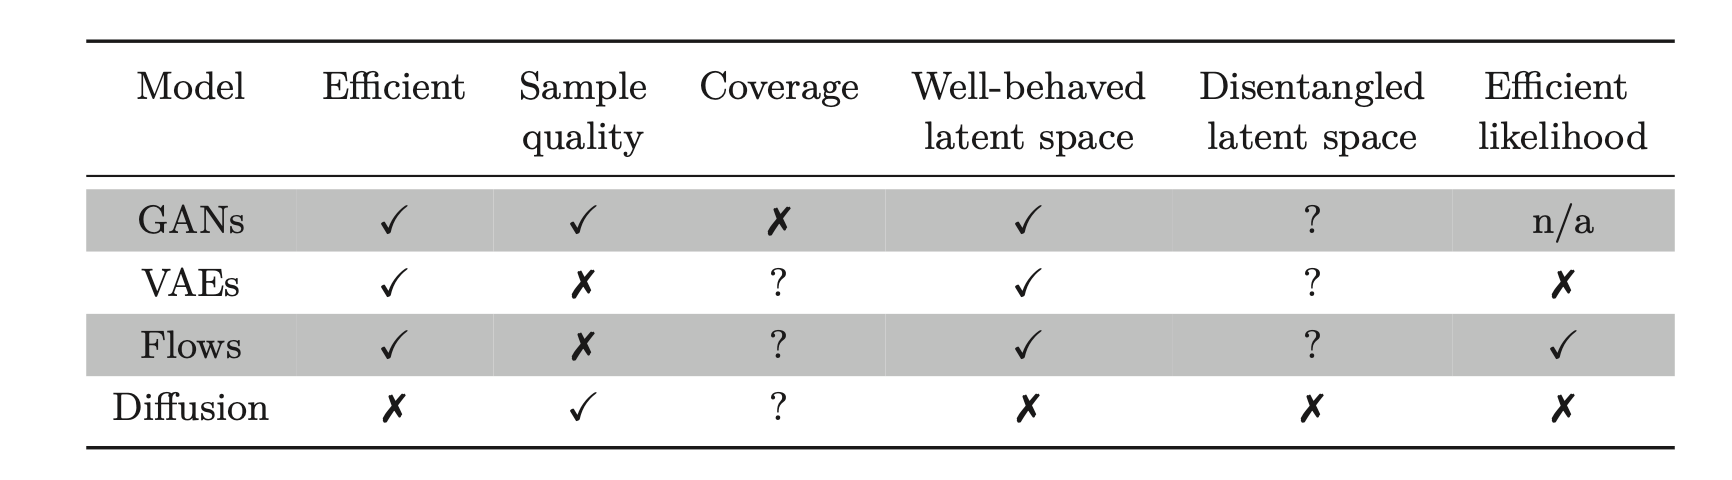 Model Efficient Sample Coverage Well-behaved Disentangled Efficient
quality latent space latent space likelihood
GANs ✓ ✓ ✗ ✓ ? n/a
VAEs ✓ ✗ ? ✓ ? ✗
Flows ✓ ✗ ? ✓ ? ✓
Diffusion ✗ ✓ ? ✗ ✗ ✗